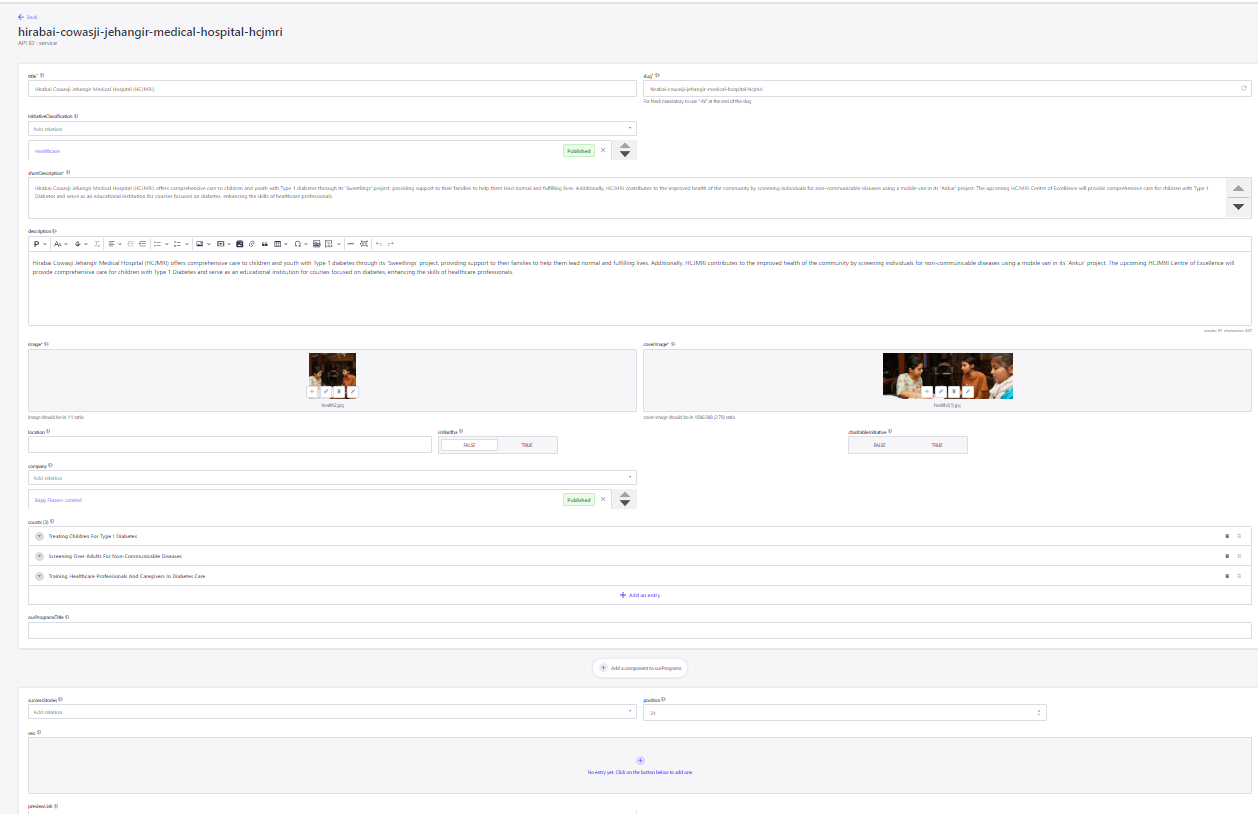 Back
hirabai-cowasji-jehangir-medical-hospital-hcjmri
API ID : service
title*
Hirabai Cowasji Jehangir Medical Hospital (HCJMRI)
slug*
hirabai-cowasji-jehangir-medical-hospital-hcjmri
For hindi mandatory to use "-hi" at the end of the slug.
initiativeClassification
Add relation
Healthcare
Published
shortDescription*
Hirabai Cowasji Jehangir Medical Hospital (HCJMRI) offers comprehensive care to children and youth with Type 1 diabetes through its 'Sweetlings' project, providing support to their families to help them lead normal and fulfilling lives. Additionally, HCJMRI contributes to the improved health of the community by screening individuals for non-communicable diseases using a mobile van in its 'Ankur' project. The upcoming HCJMRI Centre of Excellence will provide comprehensive care for children with Type 1
Diabetes and serve as an educational institution for courses focused on diabetes, enhancing the skills of healthcare professionals.
description
Hirabai Cowasji Jehangir Medical Hospital (HCJMRI) offers comprehensive care to children and youth with Type 1 diabetes through its 'Sweetlings' project, providing support to their families to help them lead normal and fulfilling lives. Additionally, HCJMRI contributes to the improved health of the community by screening individuals for non-communicable diseases using a mobile van in its 'Ankur' project. The upcoming HCJMRI Centre of Excellence will
provide comprehensive care for children with Type 1 Diabetes and serve as an educational institution for courses focused on diabetes, enhancing the skills of healthcare professionals.
words: 91 characters:
image*
coverImage*
health2.jpg
health2(1).jpg
image should be in 1:1 ratio
cover image should be in ratio
location
FALSE
TRUE
charitableInitiative
FALSE
TRUE
company
Add relation
Bajaj Finserv Limited
Published
counts (3)
Treating Children For Type 1 Diabetes
Screening Over Adults For Non-Communicable Diseases
Training Healthcare Professionals And Caregivers In Diabetes Care
Add an entry
ourProgramsTitle
Add a component to ourPrograms
successStories
Add relation
position
24
seo
No entry yet. Click on the button below to add one.
previewLink